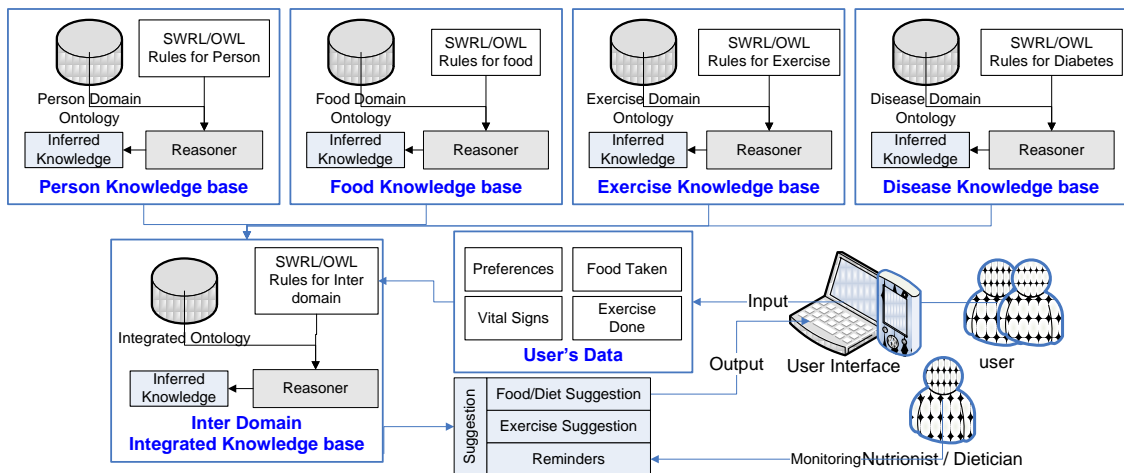 SWRL/OWL
Rules for Person
Person Domain
Ontology
Inferred
Knowledge
Reasoner
Person Knowledge base
SWRL/OWL
Rules for food
Food Domain
Ontology
Inferred
Knowledge
Reasoner
Food Knowledge base
SWRL/OWL
Rules for Exercise
Exercise Domain
Ontology
Inferred
Knowledge
Reasoner
Exercise Knowledge base
SWRL/OWL
Rules for Diabetes
Disease Domain
Ontology
Inferred
Knowledge
Reasoner
Disease Knowledge base
SWRL/OWL
Rules for Inter
domain
Integrated Ontology
Inferred
Knowledge
Reasoner
Inter Domain
Integrated Knowledge base
Preferences
Food Taken
Vital Signs
Exercise
Done
User's Data
Input
Output
User Interface
user
Suggestion
Food/Diet Suggestion
Exercise Suggestion
Reminders
Monitoring
Nutrionist / Dietician